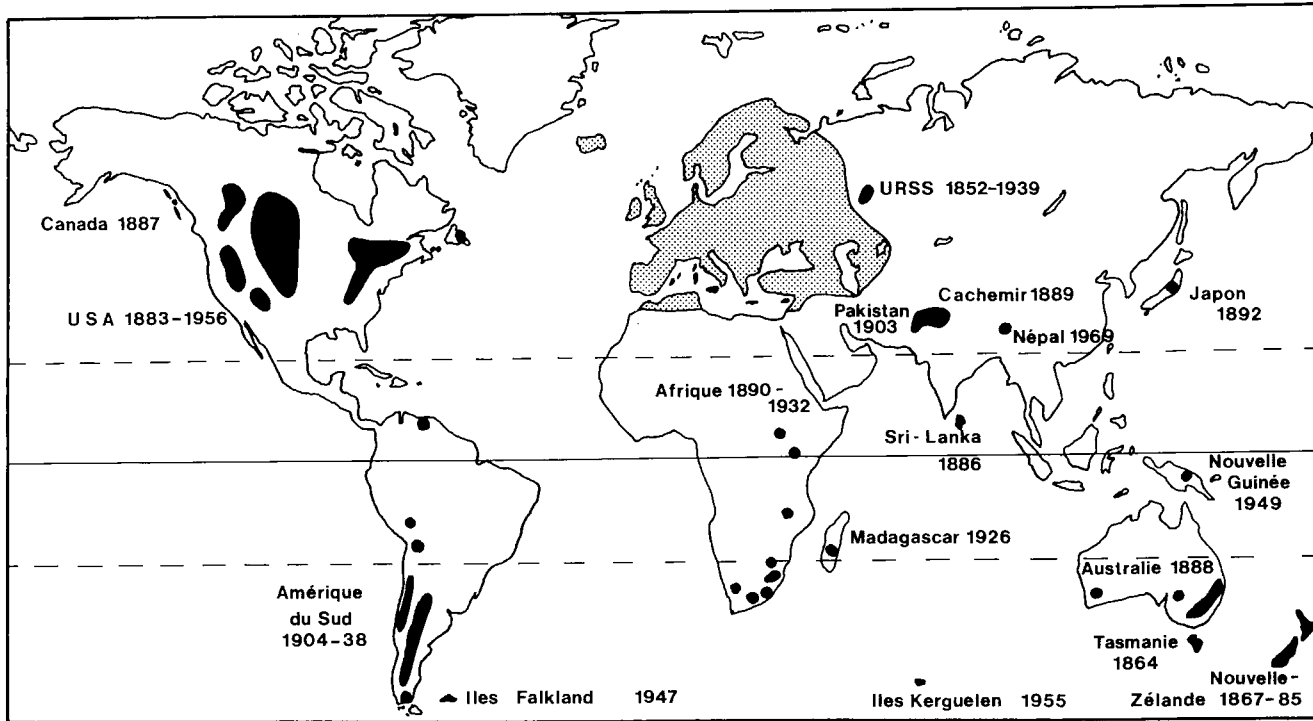 Canada 1887
USA 1883-1956
URSS 1852-1939
Cachemir 1889
Pakistan
1903
Népal 1969
Japon
1892
Afrique 1890-
1932
Sri-Lanka
1886
Nouvelle
Guinée
1949
Madagascar 1926
Australie 1888
Amérique
du Sud
1904-38
Tasmanie
1864
Iles Falkland 1947
Iles Kerguelen 1955
Nouvelle-
Zélande 1867-85